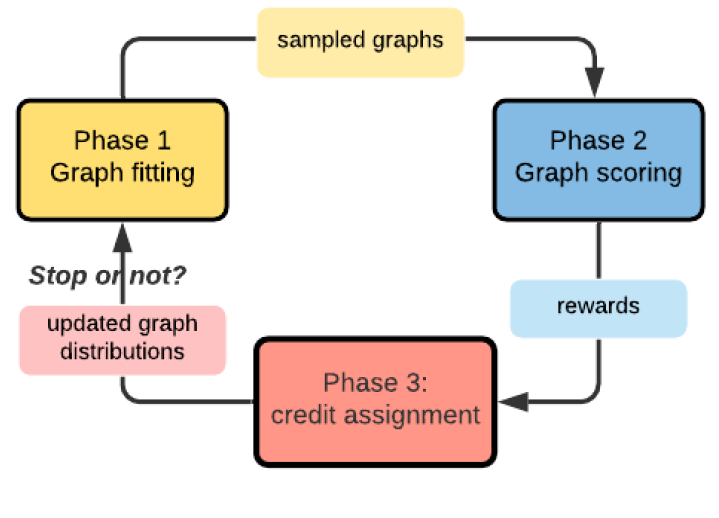 sampled graphs
Phase 1
Graph fitting
Phase 2
Graph scoring
Stop or not?
rewards
updated graph
distributions
Phase 3:
credit assignment